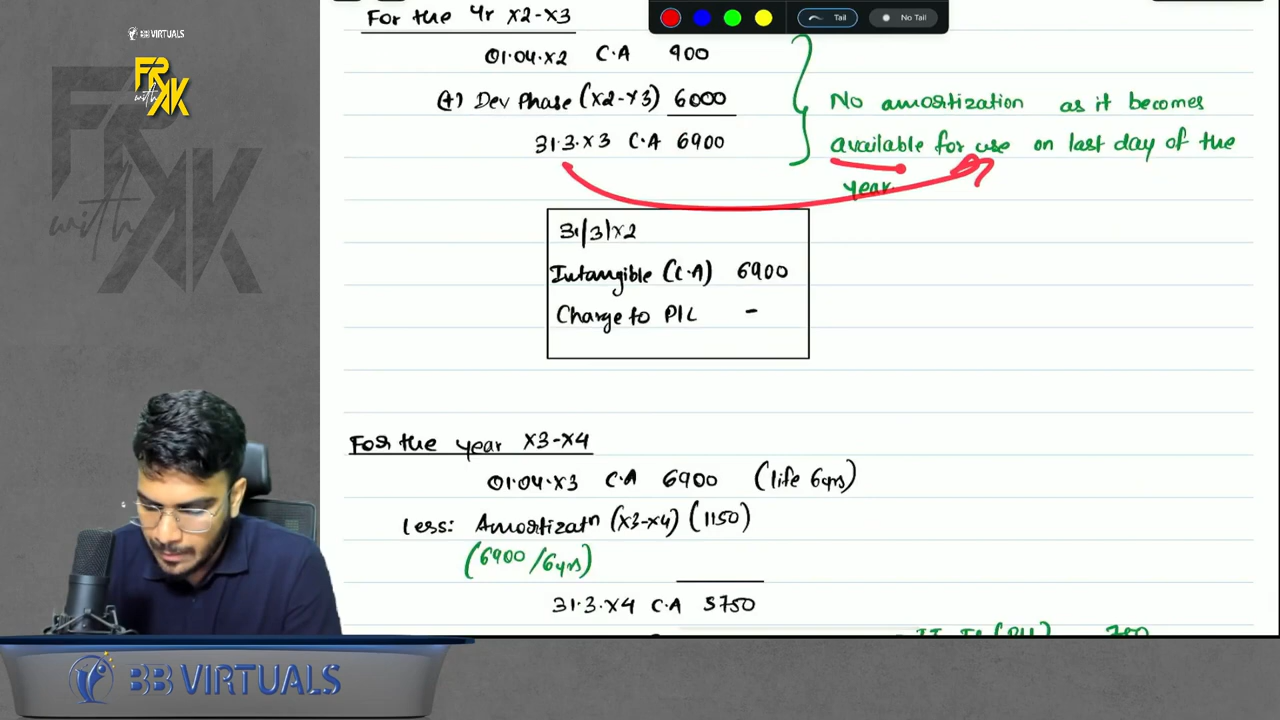 BB VIRTUALS
FR
with
AK
FR
with
AK
Tail
No Tail
For the Yr X2-X3
01.04.X2 C.A 900
(+) Dev Phase (X2-X3) 6000
31.3.X3 C.A 6900
No amortization as it becomes
available for use on last day of the
year.
31/3/X2
Intangible (C.A) 6900
Charge to P/L -
For the year X3-X4
01.04.X3 C.A 6900 (life 6yrs)
less: Amortizatn (X3-X4) (1150)
(6900/6yrs)
31.3.X4 C.A 5750
BB VIRTUALS